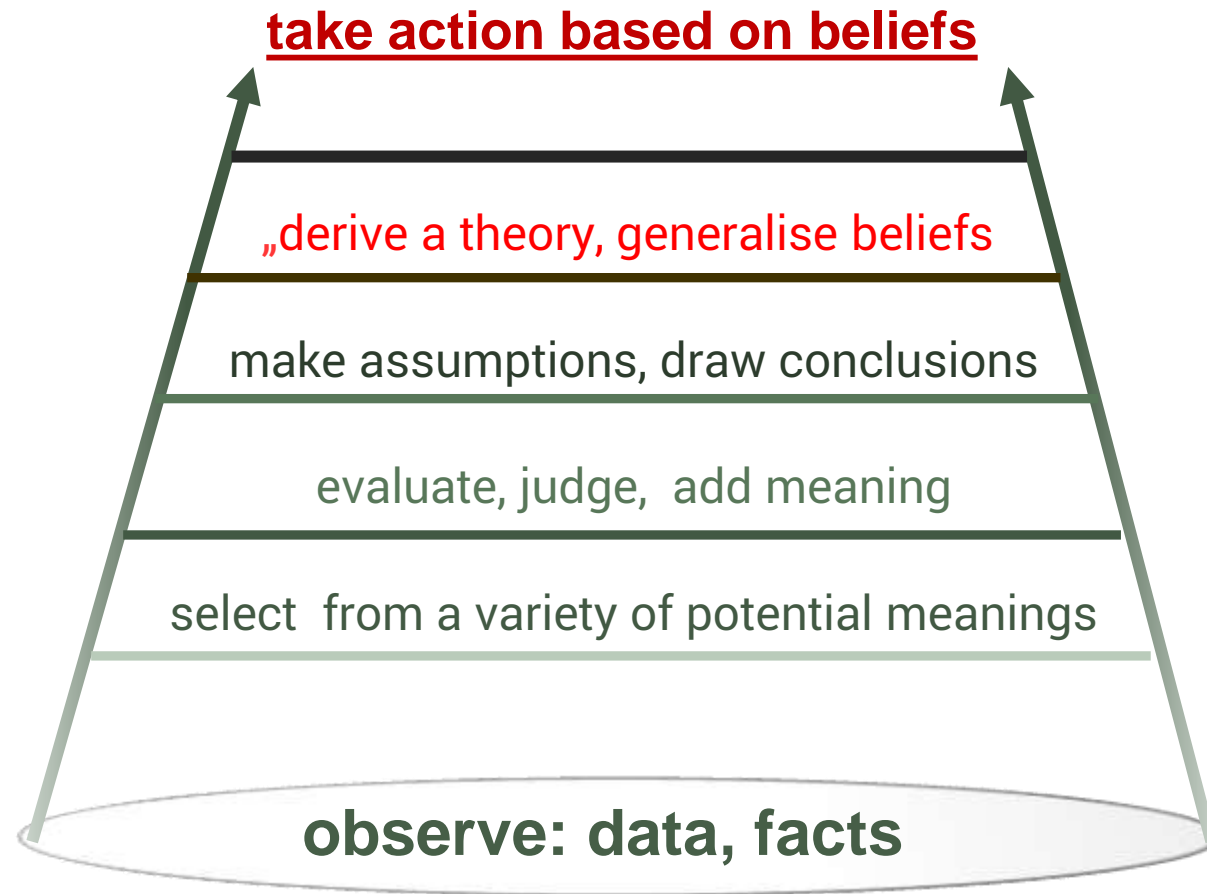 take action based on beliefs
„derive a theory, generalise beliefs
make assumptions, draw conclusions
evaluate, judge,  add meaning
select  from a variety of potential meanings
observe: data, facts